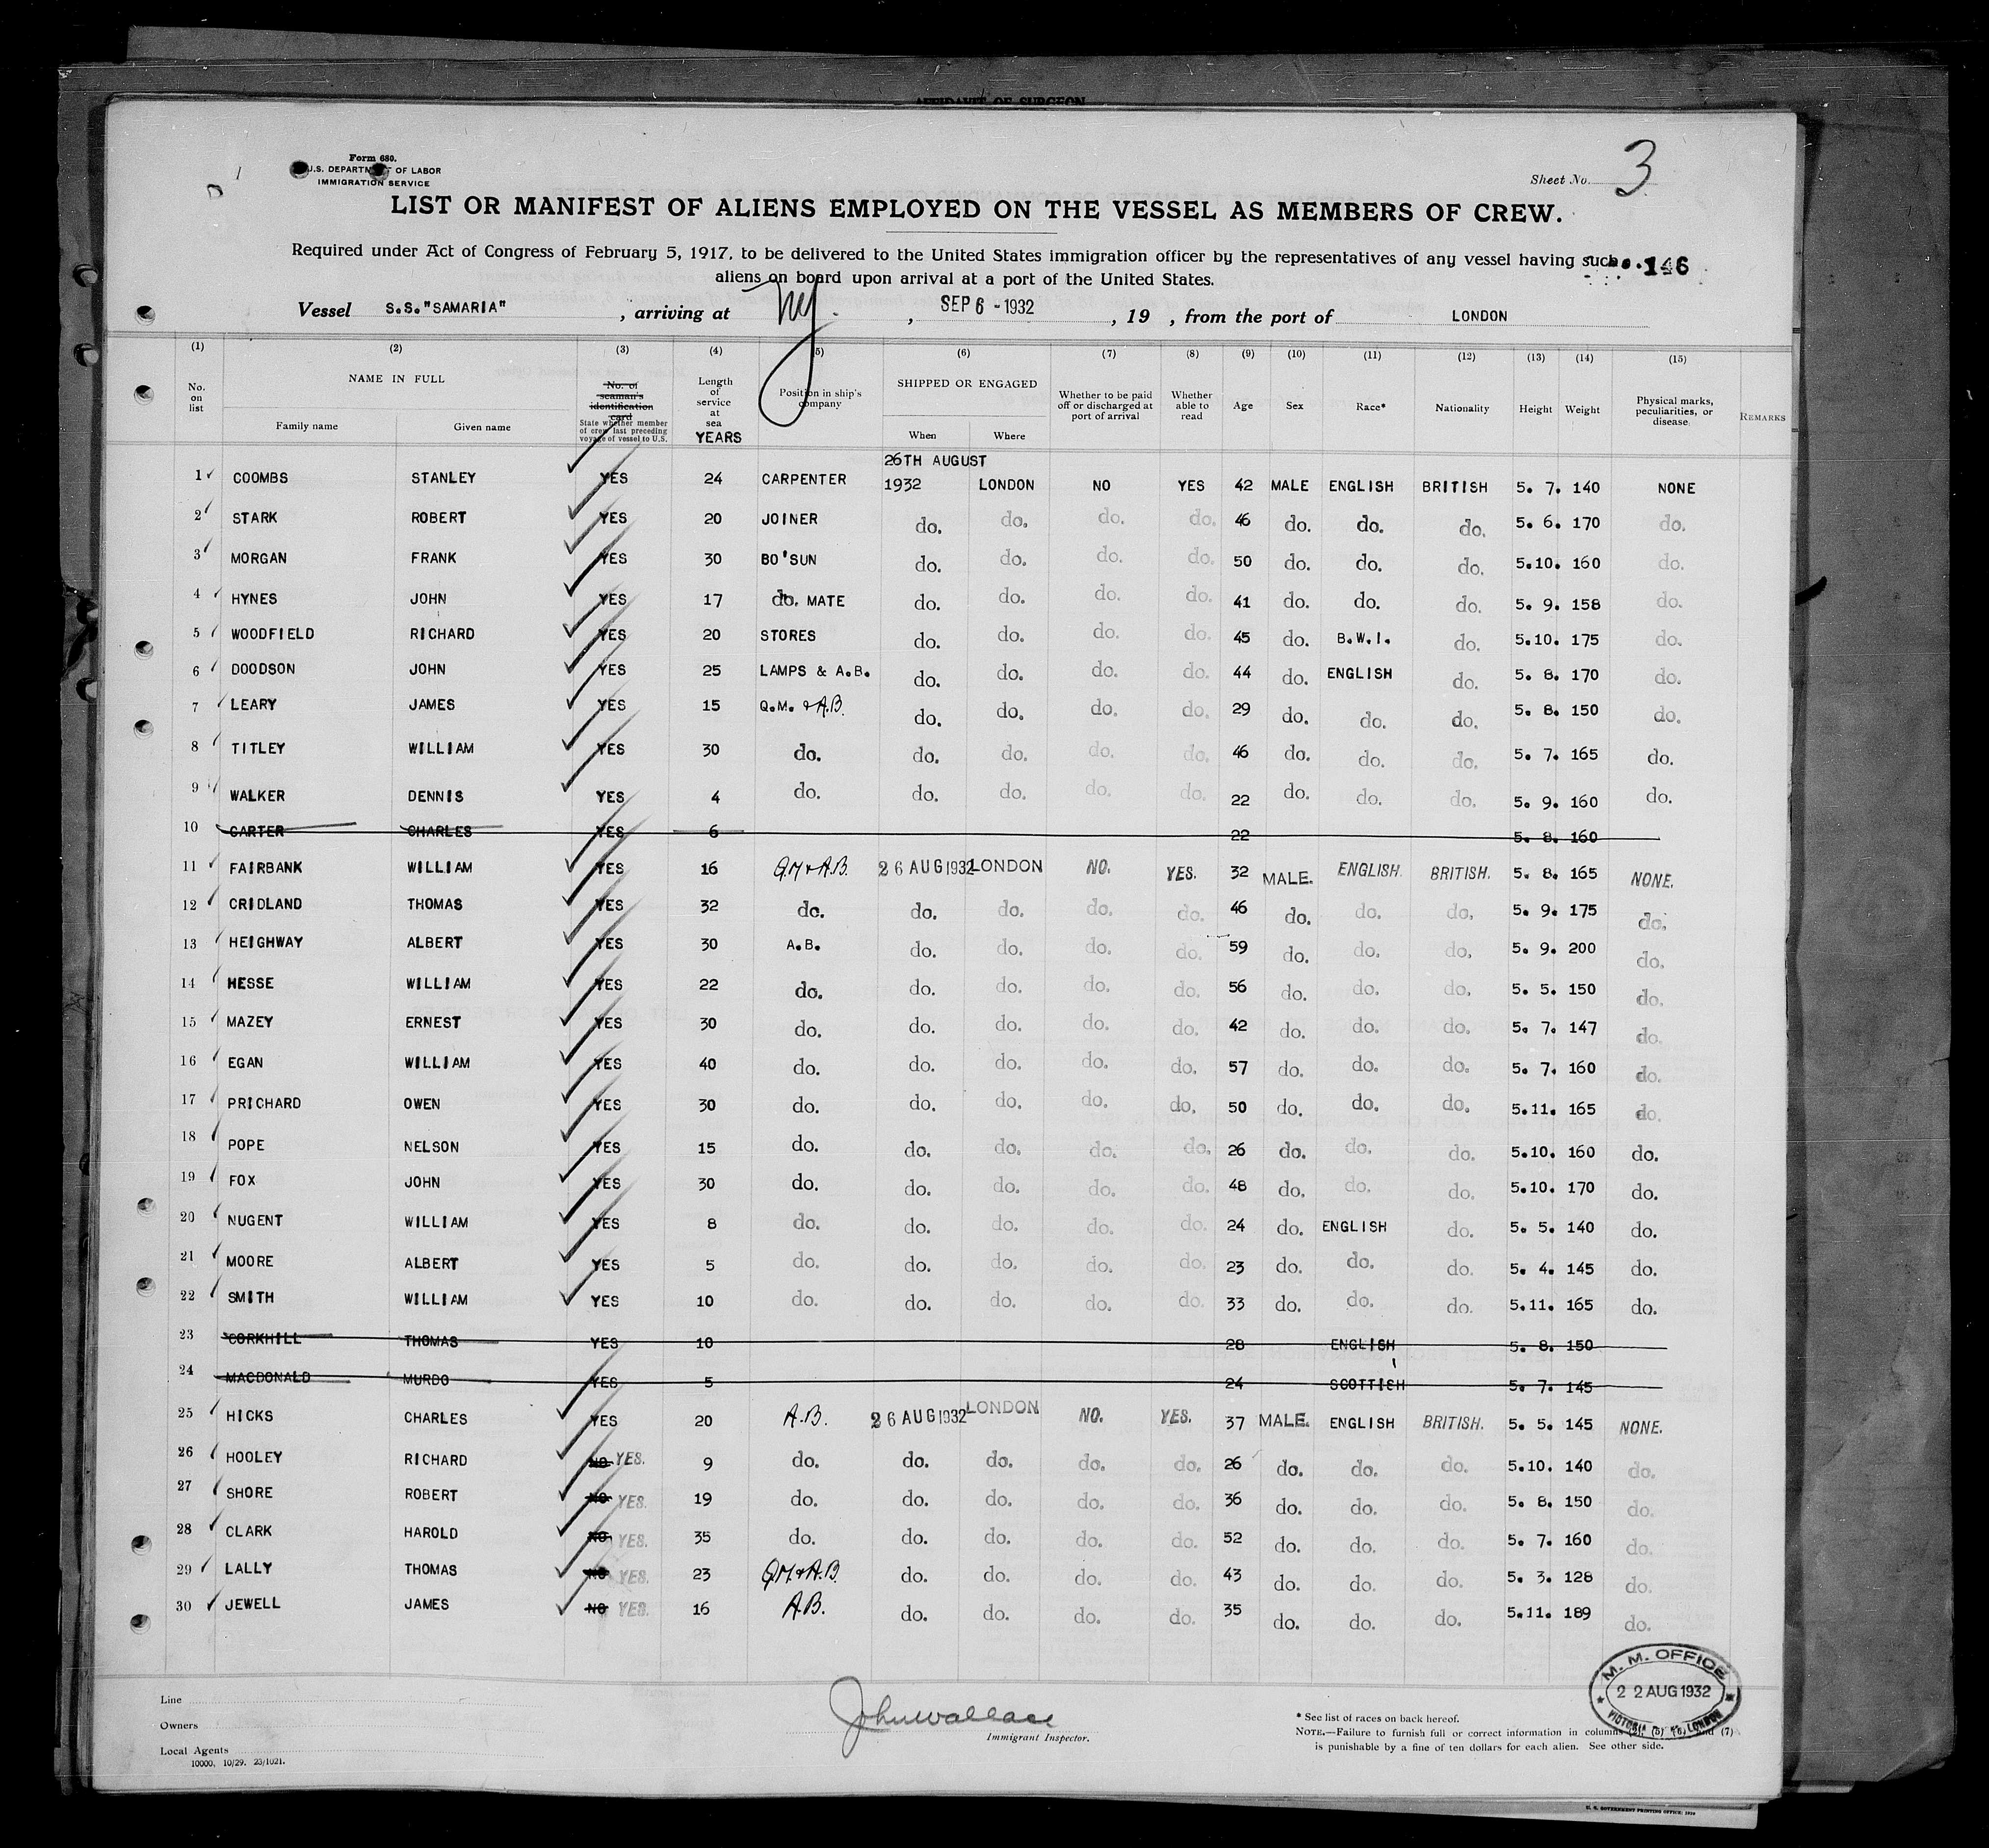 AFFIDAVIT OF SURGEON
Form 680.
U.S. DEPARTMENT OF LABOR
IMMIGRATION SERVICE
Sheet No. 3
LIST OR MANIFEST OF ALIENS EMPLOYED ON THE VESSEL AS MEMBERS OF CREW.
Required under Act of Congress of February 5, 1917, to be delivered to the United States immigration officer by the representatives of any vessel having such
aliens on board upon arrival at a port of the United States.
146
Vessel S.S."SAMARIA" , arriving at NY. , SEP 6 - 1932 , 19 , from the port of LONDON
(1) (2) (3) (4) (5) (6) (7) (8) (9) (10) (11) (12) (13) (14) (15)
No. on list NAME IN FULL Family name Given name No. of seaman's identification card State whether member of crew last preceding voyage of vessel to U.S. Length of service at sea YEARS Position in ship's company SHIPPED OR ENGAGED When Where Whether to be paid off or discharged at port of arrival Whether able to read Age Sex Race* Nationality Height Weight Physical marks, peculiarities, or disease REMARKS
1 COOMBS STANLEY YES 24 CARPENTER 26TH AUGUST 1932 LONDON NO YES 42 MALE ENGLISH BRITISH 5. 7. 140 NONE
2 STARK ROBERT YES 20 JOINER do. do. do. do. 46 do. do. do. 5. 6. 170 do.
3 MORGAN FRANK YES 30 BO'SUN do. do. do. do. 50 do. do. do. 5.10. 160 do.
4 HYNES JOHN YES 17 do. MATE do. do. do. do. 41 do. do. do. 5. 9. 158 do.
5 WOODFIELD RICHARD YES 20 STORES do. do. do. do. 45 do. B.W.I. do. 5.10. 175 do.
6 DOODSON JOHN YES 25 LAMPS & A.B. do. do. do. do. 44 do. ENGLISH do. 5. 8. 170 do.
7 LEARY JAMES YES 15 Q.M. & A.B. do. do. do. do. 29 do. do. do. 5. 8. 150 do.
8 TITLEY WILLIAM YES 30 do. do. do. do. do. 46 do. do. do. 5. 7. 165 do.
9 WALKER DENNIS YES 4 do. do. do. do. do. 22 do. do. do. 5. 9. 160 do.
10 CARTER CHARLES YES 6 22 5. 8. 160
11 FAIRBANK WILLIAM YES 16 QM & A.B. 26 AUG 1932 LONDON NO. YES. 32 MALE. ENGLISH. BRITISH. 5. 8. 165 NONE.
12 CRIDLAND THOMAS YES 32 do. do. do. do. do. 46 do. do. do. 5. 9. 175 do.
13 HEIGHWAY ALBERT YES 30 A.B. do. do. do. do. 59 do. do. do. 5. 9. 200 do.
14 HESSE WILLIAM YES 22 do. do. do. do. do. 56 do. do. do. 5. 5. 150 do.
15 MAZEY ERNEST YES 30 do. do. do. do. do. 42 do. do. do. 5. 7. 147 do.
16 EGAN WILLIAM YES 40 do. do. do. do. do. 57 do. do. do. 5. 7. 160 do.
17 PRICHARD OWEN YES 30 do. do. do. do. do. 50 do. do. do. 5.11. 165 do.
18 POPE NELSON YES 15 do. do. do. do. do. 26 do. do. do. 5.10. 160 do.
19 FOX JOHN YES 30 do. do. do. do. do. 48 do. do. do. 5.10. 170 do.
20 NUGENT WILLIAM YES 8 do. do. do. do. do. 24 do. ENGLISH do. 5. 5. 140 do.
21 MOORE ALBERT YES 5 do. do. do. do. do. 23 do. do. do. 5. 4. 145 do.
22 SMITH WILLIAM YES 10 do. do. do. do. do. 33 do. do. do. 5.11. 165 do.
23 CORKHILL THOMAS YES 10 28 ENGLISH 5. 8. 150
24 MACDONALD MURDO YES 5 24 SCOTTISH 5. 7. 145
25 HICKS CHARLES YES 20 A.B. 26 AUG 1932 LONDON NO. YES. 37 MALE. ENGLISH BRITISH. 5. 5. 145 NONE.
26 HOOLEY RICHARD NO YES. 9 do. do. do. do. do. 26 do. do. do. 5.10. 140 do.
27 SHORE ROBERT NO YES. 19 do. do. do. do. do. 36 do. do. do. 5. 8. 150 do.
28 CLARK HAROLD NO YES. 35 do. do. do. do. do. 52 do. do. do. 5. 7. 160 do.
29 LALLY THOMAS NO YES. 23 QM & A.B. do. do. do. do. 43 do. do. do. 5. 3. 128 do.
30 JEWELL JAMES NO YES. 16 A.B. do. do. do. do. 35 do. do. do. 5.11. 189 do.
M. M. OFFICE
22 AUG 1932
VICTORIA LONDON
Line
Owners
Local Agents
10000. 10/29. 23/1021.
John Wallace
Immigrant Inspector.
* See list of races on back hereof.
NOTE.—Failure to furnish full or correct information in columns (2), (5) (6), and (7)
is punishable by a fine of ten dollars for each alien. See other side.
U. S. GOVERNMENT PRINTING OFFICE